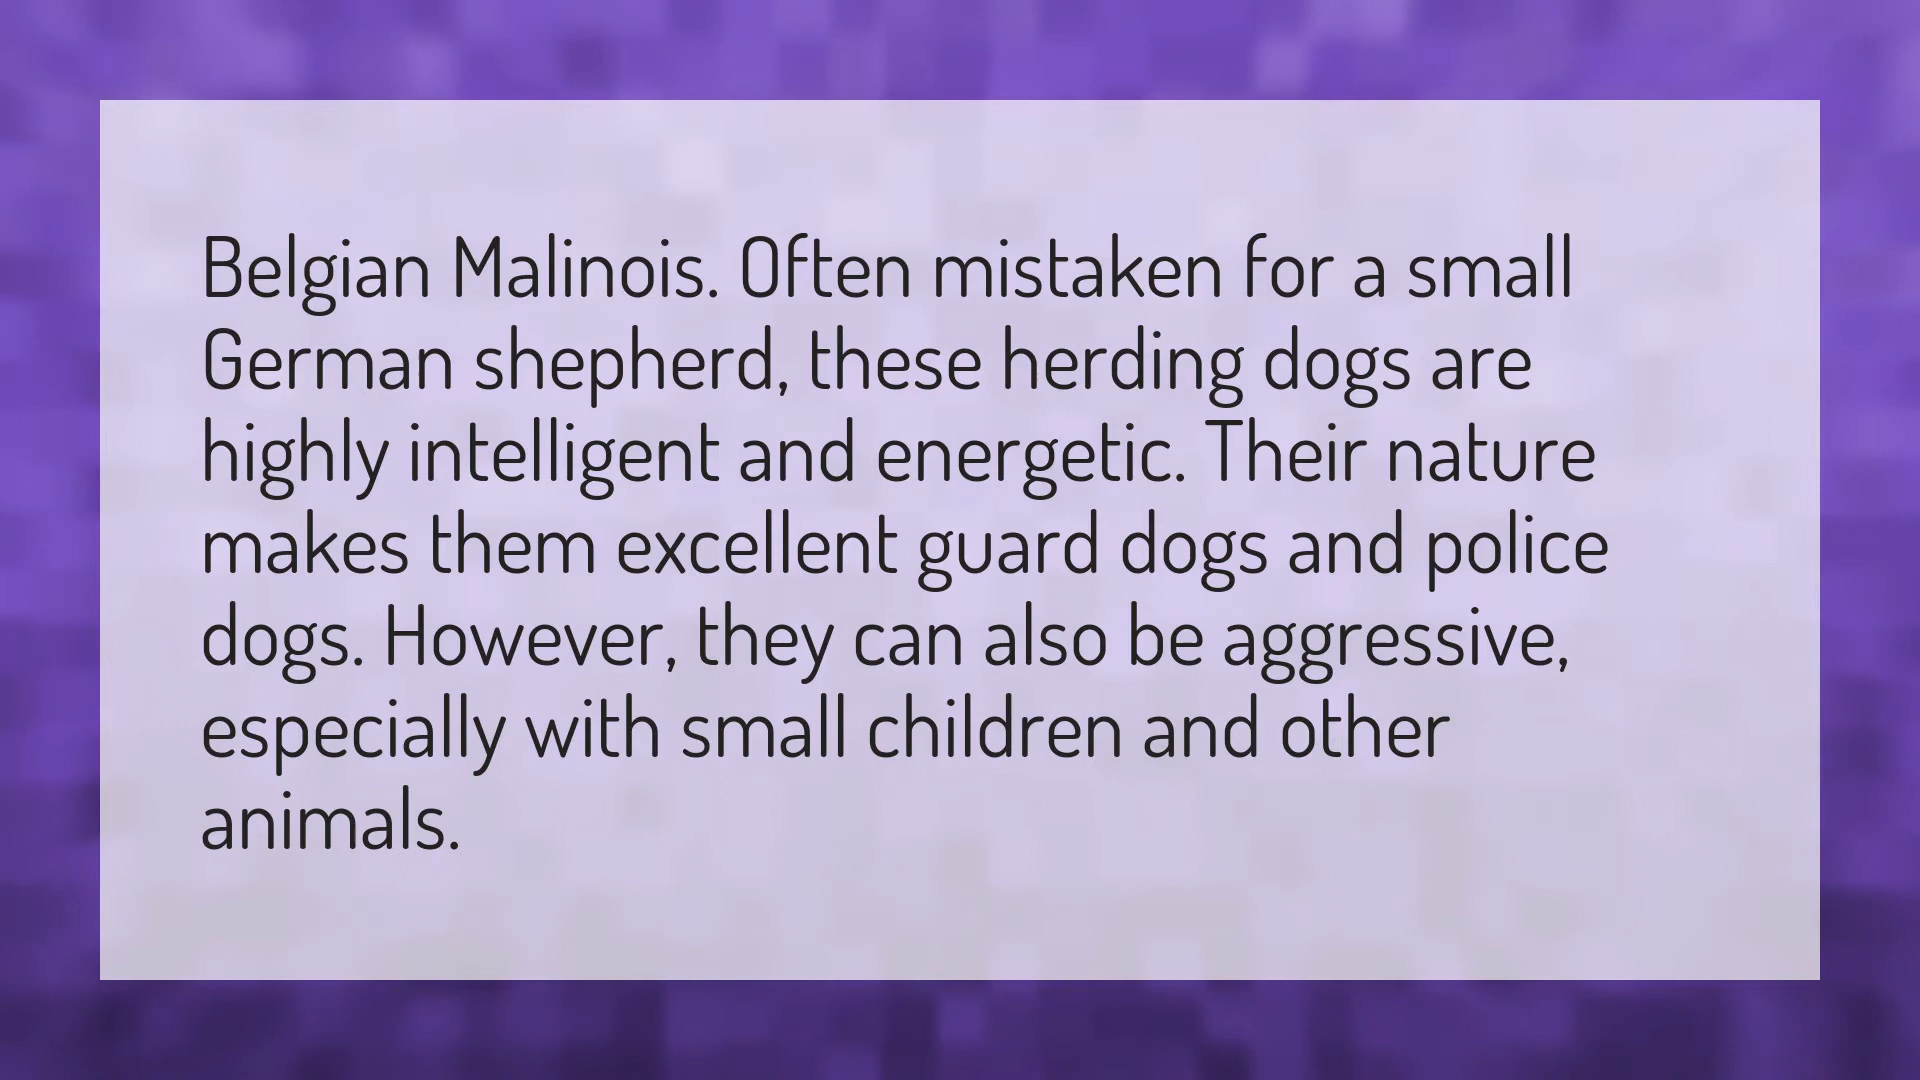 Belgian Malinois. Often mistaken for a small
German shepherd, these herding dogs are
highly intelligent and energetic. Their nature
makes them excellent guard dogs and police
dogs. However, they can also be aggressive,
especially with small children and other
animals.